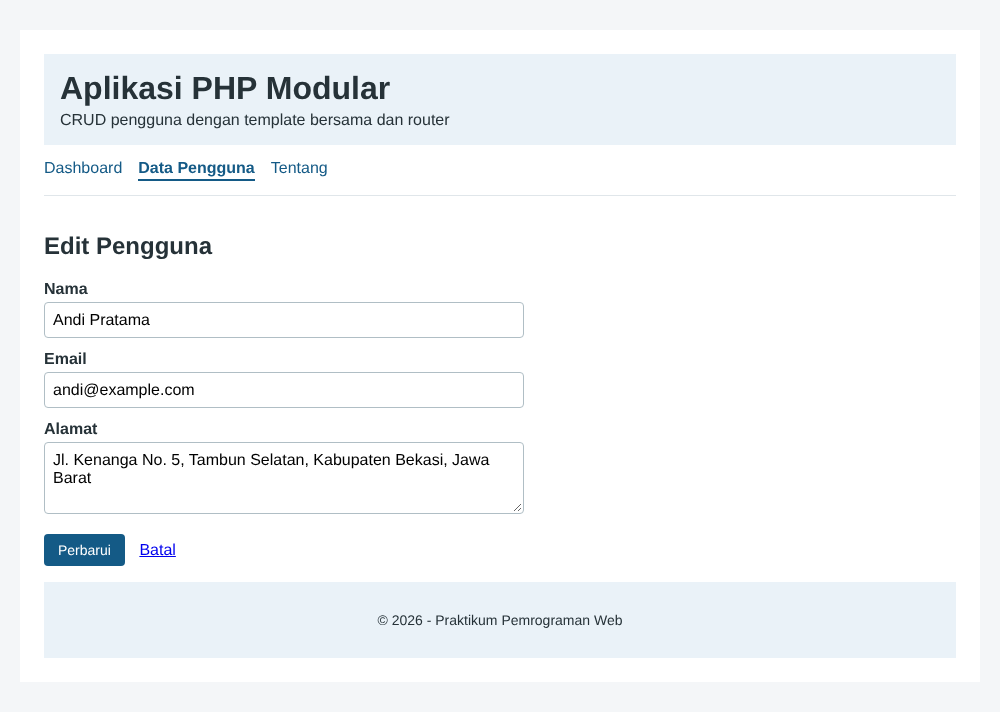 Aplikasi PHP Modular
CRUD pengguna dengan template bersama dan router
Dashboard Data Pengguna Tentang
Edit Pengguna
Nama
Andi Pratama
Email
andi@example.com
Alamat
Jl. Kenanga No. 5, Tambun Selatan, Kabupaten Bekasi, Jawa
Barat
Perbarui Batal
© 2026 - Praktikum Pemrograman Web